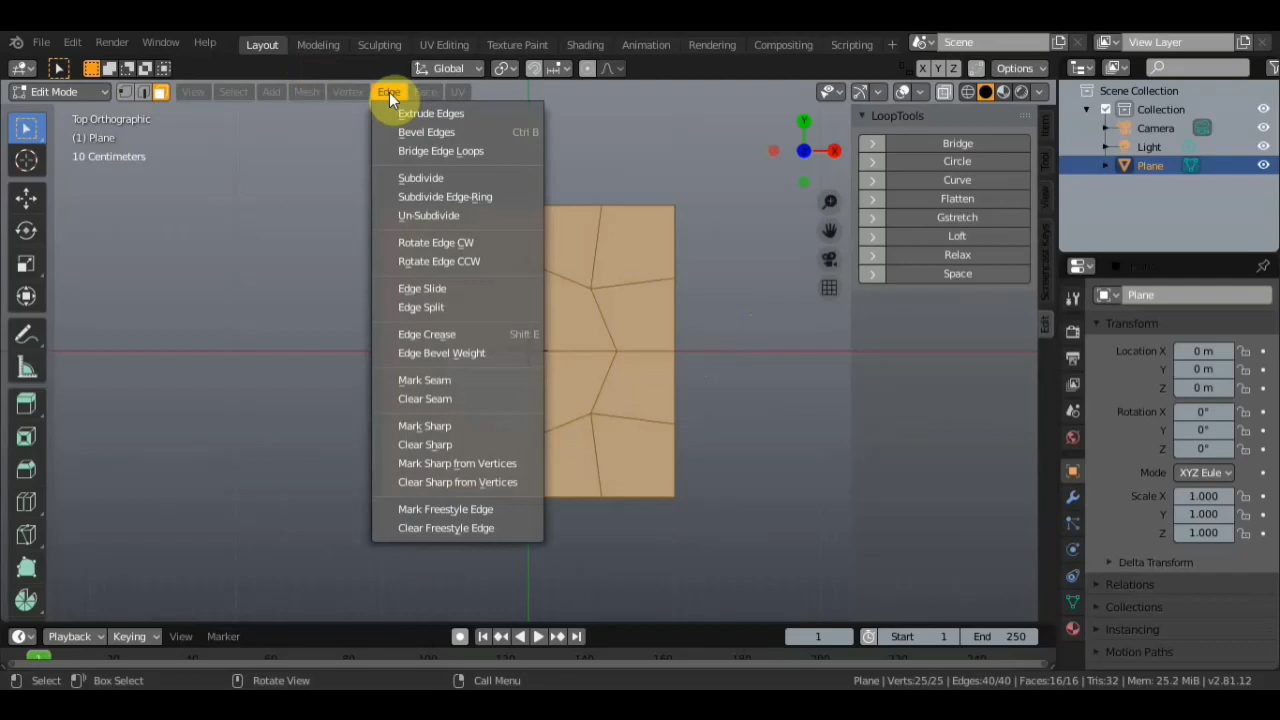 File Edit Render Window Help Layout Modeling Sculpting UV Editing Texture Paint Shading Animation Rendering Compositing Scripting Scene View Layer
Global X Y Z Options
Edit Mode View Select Add Mesh Vertex Edge Face UV
Top Orthographic
(1) Plane
10 Centimeters
Extrude Edges
Bevel Edges Ctrl B
Bridge Edge Loops
Subdivide
Subdivide Edge-Ring
Un-Subdivide
Rotate Edge CW
Rotate Edge CCW
Edge Slide
Edge Split
Edge Crease Shift E
Edge Bevel Weight
Mark Seam
Clear Seam
Mark Sharp
Clear Sharp
Mark Sharp from Vertices
Clear Sharp from Vertices
Mark Freestyle Edge
Clear Freestyle Edge
Y
Z X
LoopTools
Bridge
Circle
Curve
Flatten
Gstretch
Loft
Relax
Space
Item
Tool
View
Screencast Keys
Edit
Scene Collection
Collection
Camera
Light
Plane
Plane
Transform
Location X 0 m
Y 0 m
Z 0 m
Rotation X 0°
Y 0°
Z 0°
Mode XYZ Eule
Scale X 1.000
Y 1.000
Z 1.000
Delta Transform
Relations
Collections
Instancing
Motion Paths
Playback Keying View Marker 1 Start 1 End 250
Select Box Select Rotate View Call Menu Plane | Verts:25/25 | Edges:40/40 | Faces:16/16 | Tris:32 | Mem: 25.2 MiB | v2.81.12